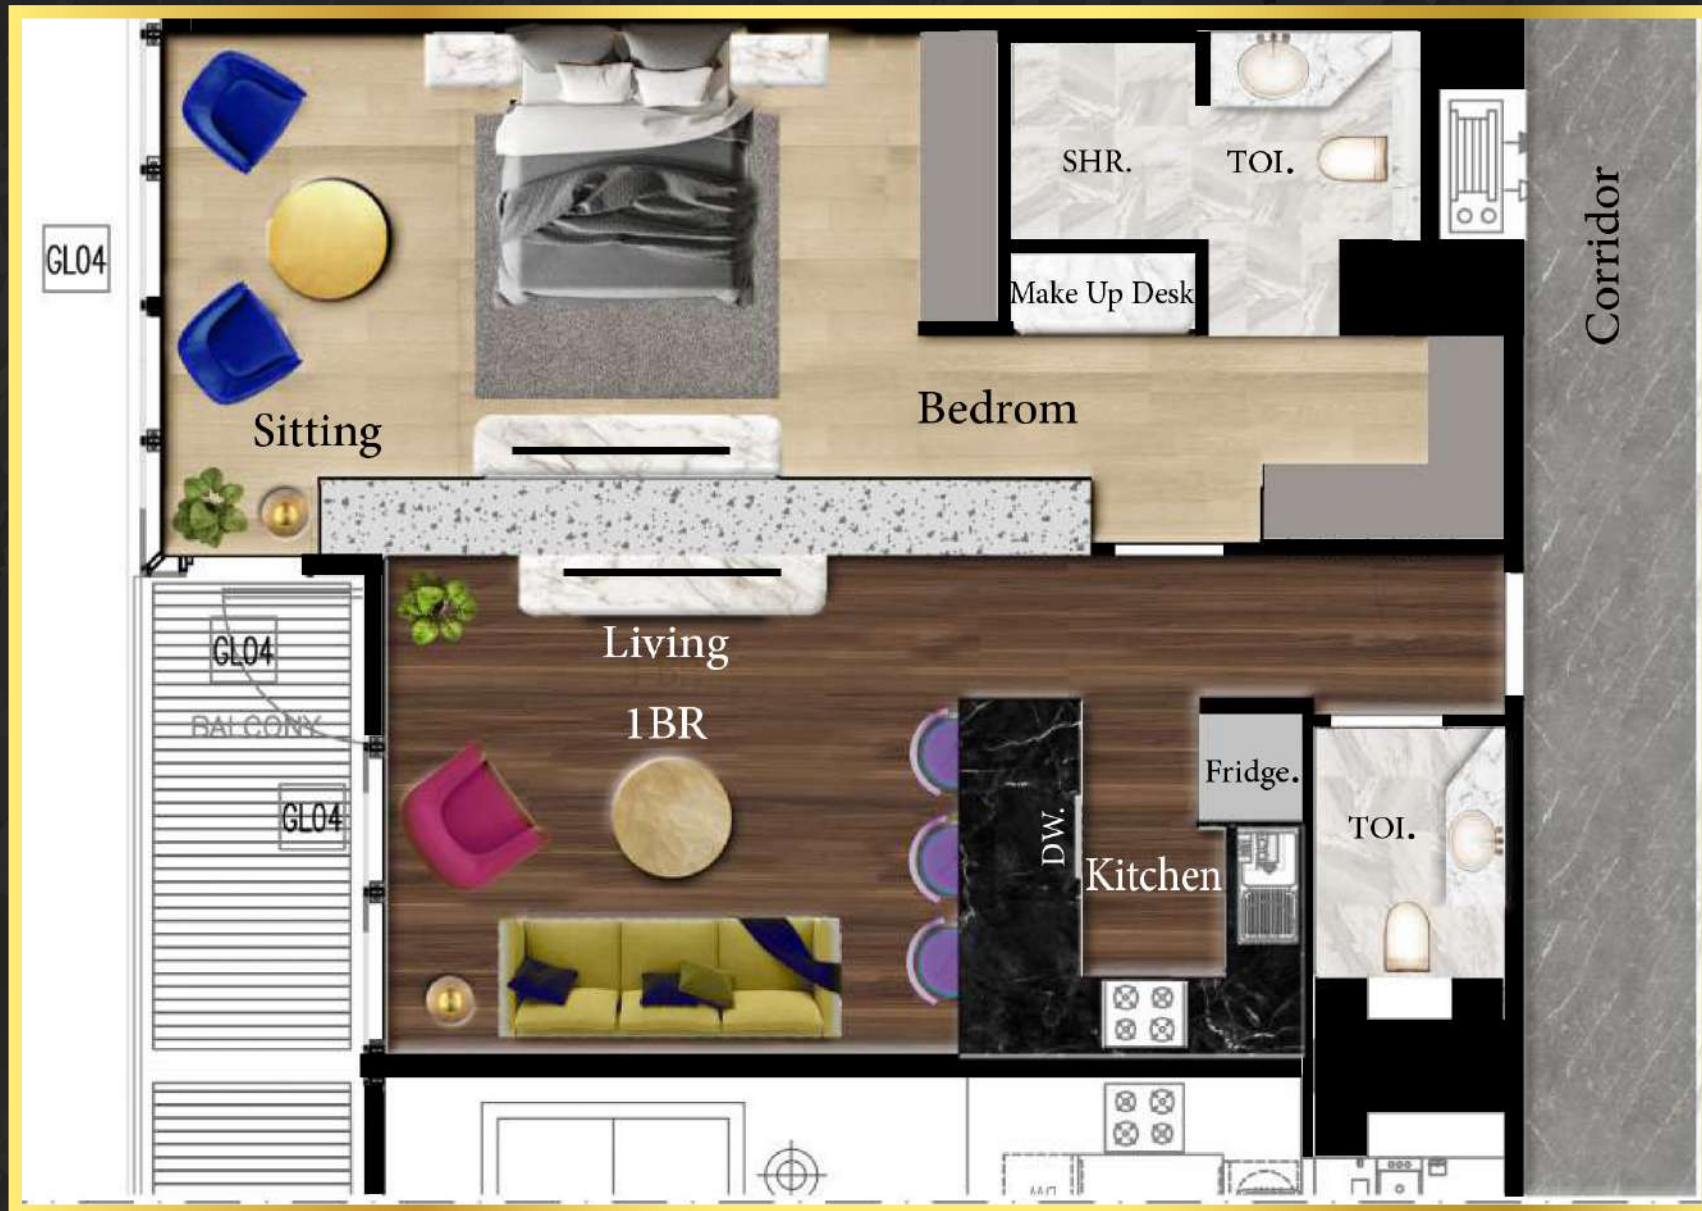 SHR.
TOI.
Corridor
GL04
Make Up Desk
Sitting
Bedrom
Living
1BR
GL04
BALCONY
GL04
Fridge.
DW.
Kitchen
TOI.